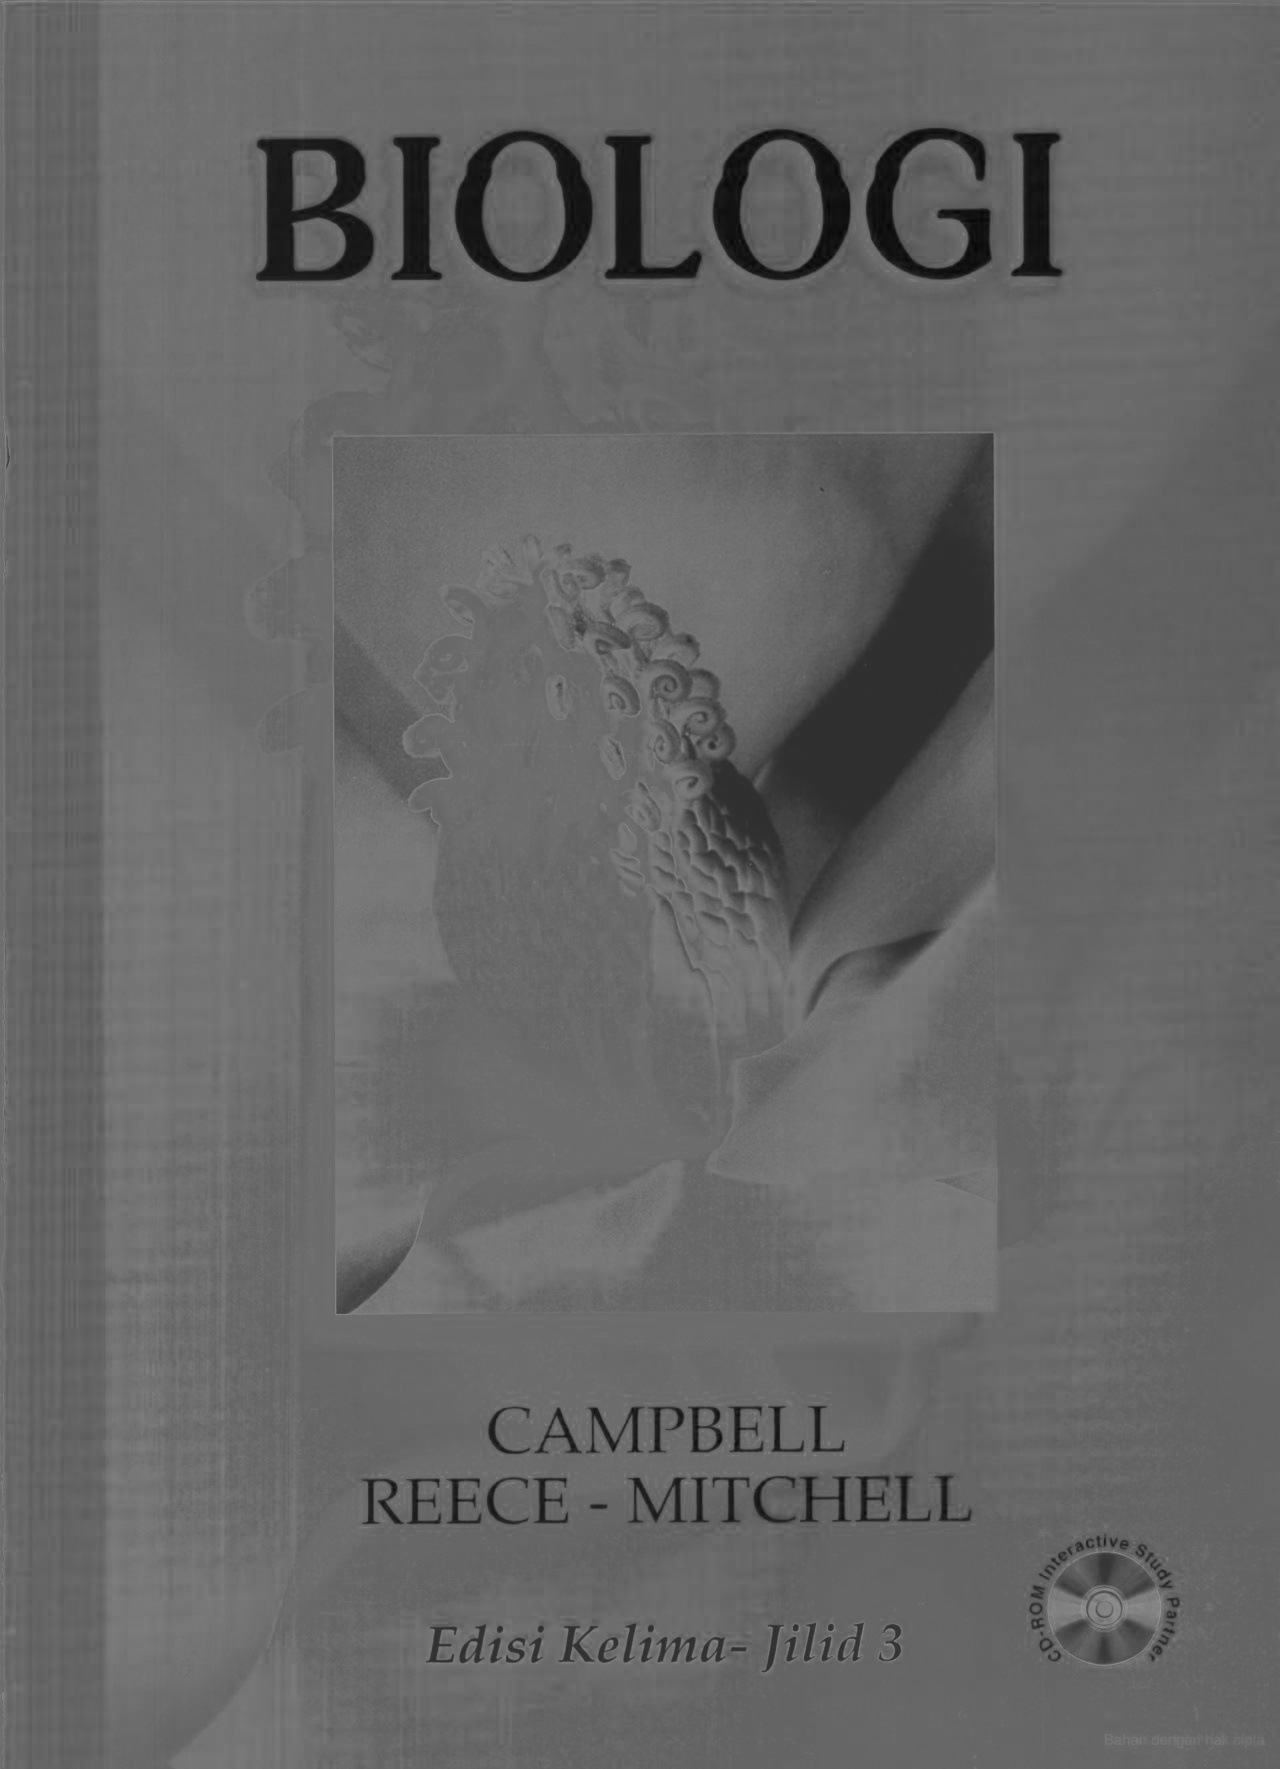 BIOLOGI
CAMPBELL
REECE - MITCHELL
CD-ROM Interactive Study Partner
Edisi Kelima- Jilid 3
Bahan dengan hak cipta